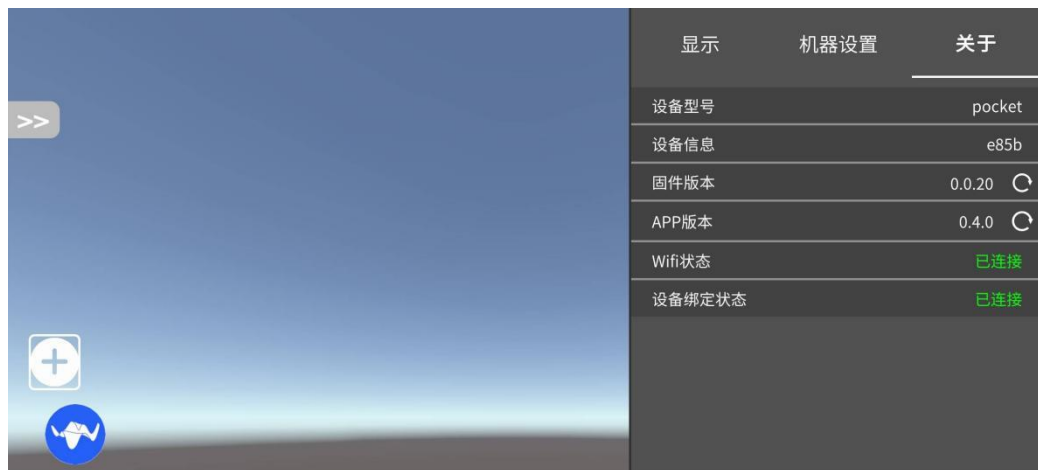 显示 机器设置 关于
>>
设备型号 pocket
设备信息 e85b
固件版本 0.0.20
APP版本 0.4.0
Wifi状态 已连接
设备绑定状态 已连接